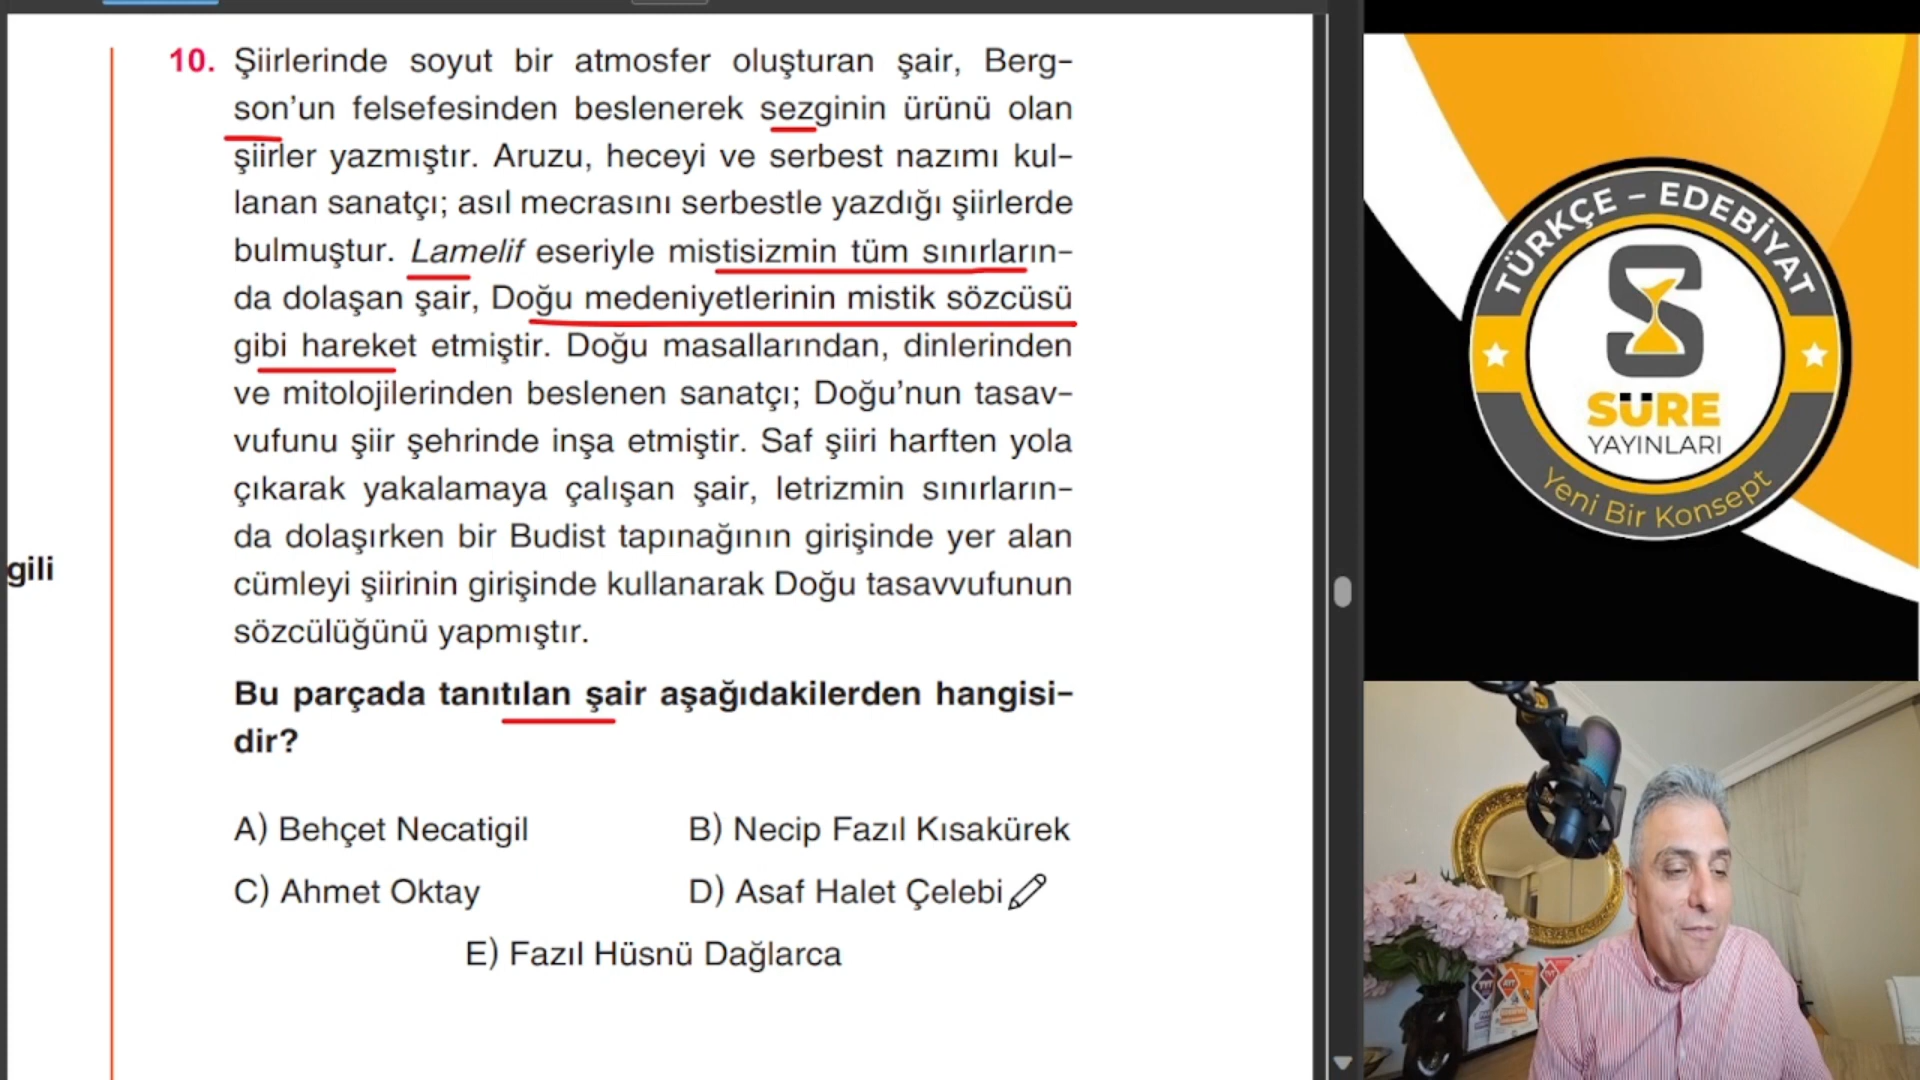 10. Şiirlerinde soyut bir atmosfer oluşturan şair, Berg-
son'un felsefesinden beslenerek sezginin ürünü olan
şiirler yazmıştır. Aruzu, heceyi ve serbest nazımı kul-
lanan sanatçı; asıl mecrasını serbestle yazdığı şiirlerde
bulmuştur. Lamelif eseriyle mistisizmin tüm sınırların-
da dolaşan şair, Doğu medeniyetlerinin mistik sözcüsü
gibi hareket etmiştir. Doğu masallarından, dinlerinden
ve mitolojilerinden beslenen sanatçı; Doğu'nun tasav-
vufunu şiir şehrinde inşa etmiştir. Saf şiiri harften yola
çıkarak yakalamaya çalışan şair, letrizmin sınırların-
da dolaşırken bir Budist tapınağının girişinde yer alan
cümleyi şiirinin girişinde kullanarak Doğu tasavvufunun
sözcülüğünü yapmıştır.
Bu parçada tanıtılan şair aşağıdakilerden hangisi-
dir?
A) Behçet Necatigil
B) Necip Fazıl Kısakürek
C) Ahmet Oktay
D) Asaf Halet Çelebi
E) Fazıl Hüsnü Dağlarca
gili
TÜRKÇE – EDEBİYAT
S
SÜRE
YAYINLARI
Yeni Bir Konsept